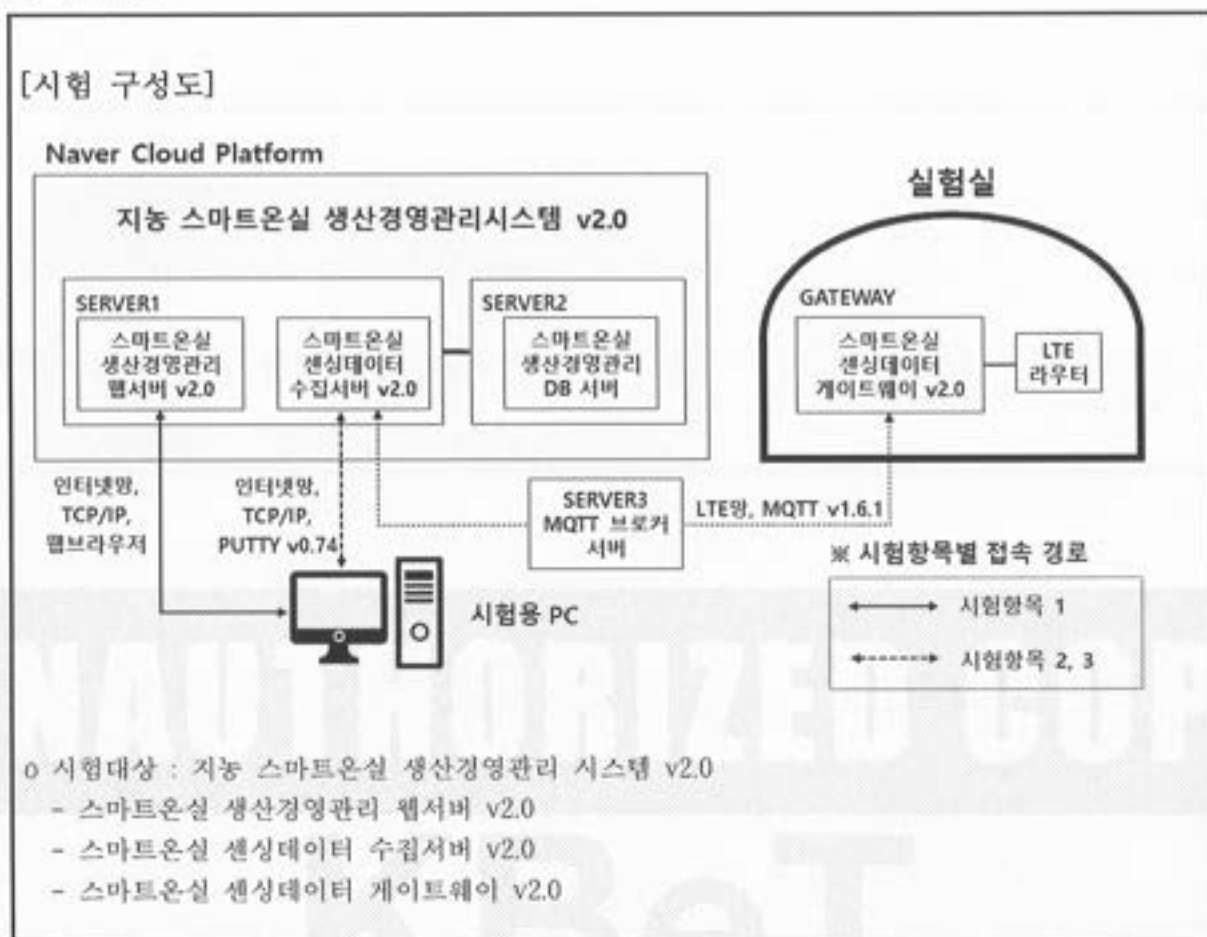 [시험 구성도]
Naver Cloud Platform
지농 스마트온실 생산경영관리시스템 v2.0
SERVER1
스마트온실
생산경영관리
웹서버 v2.0
스마트온실
센싱데이터
수집서버 v2.0
SERVER2
스마트온실
생산경영관리
DB 서버
실험실
GATEWAY
스마트온실
센싱데이터
게이트웨이 v2.0
LTE
라우터
인터넷망,
TCP/IP,
웹브라우저
인터넷망,
TCP/IP,
PUTTY v0.74
SERVER3
MQTT 브로커
서버
LTE망, MQTT v1.6.1
시험용 PC
※ 시험항목별 접속 경로
시험항목 1
시험항목 2, 3
NAUTHORIZED COP
o 시험대상 : 지농 스마트온실 생산경영관리 시스템 v2.0
- 스마트온실 생산경영관리 웹서버 v2.0
- 스마트온실 센싱데이터 수집서버 v2.0
- 스마트온실 센싱데이터 게이트웨이 v2.0